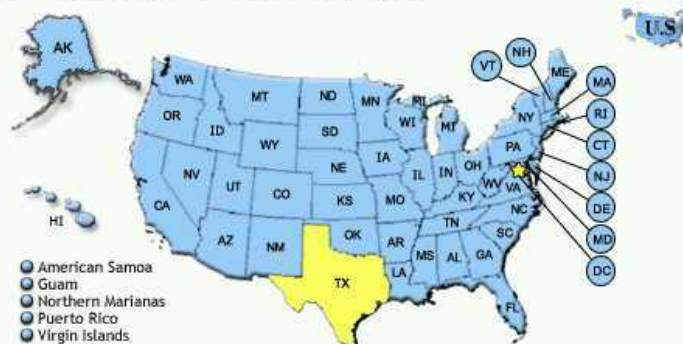 AK
U.S
NH
VT
ME
MA
RI
CT
NJ
DE
MD
DC
WA
MT
ND
MN
MI
OR
ID
SD
WI
MI
NY
WY
IA
PA
NE
NV
UT
CO
IL
IN
OH
KS
MO
WV
VA
KY
CA
NC
TN
OK
AR
SC
AZ
NM
MS
AL
GA
LA
TX
FL
HI
American Samoa
Guam
Northern Marianas
Puerto Rico
Virgin Islands